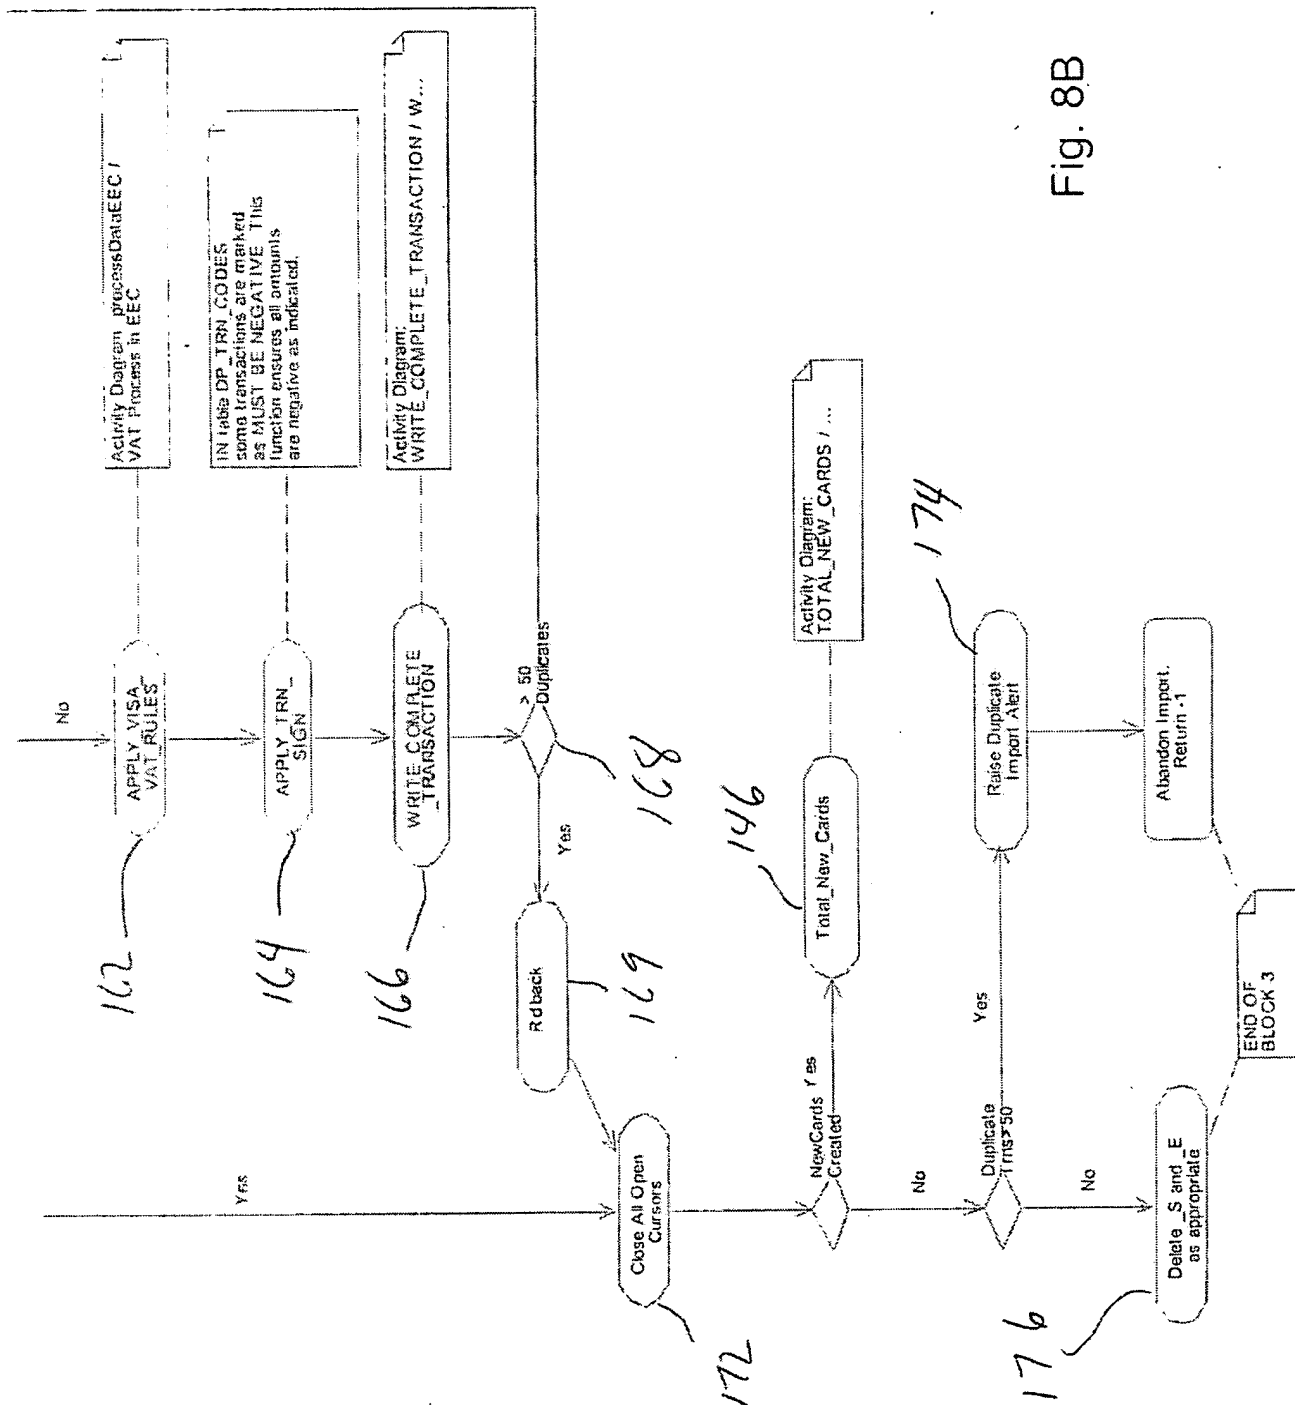 No
APPLY_VISA_
VAT_RULES
162
Activity Diagram: processDataEEC /
VAT Process in EEC
APPLY_TRN_
SIGN
164
IN table DP_TRN_CODES
some transactions are marked
as MUST BE NEGATIVE. This
function ensures all amounts
are negative as indicated.
WRITE_COMPLETE
_TRANSACTION
166
Activity Diagram:
WRITE_COMPLETE_TRANSACTION / W...
> 50
Duplicates
168
Yes
Rdback
169
Yes
Close All Open
Cursors
172
NewCards
Created
Yes
Total_New_Cards
146
Activity Diagram:
TOTAL_NEW_CARDS / ...
No
Duplicate
Trns>50
Yes
Raise Duplicate
Import Alert
174
Abandon Import.
Return -1
No
Delete _S and _E
as appropriate
176
END OF
BLOCK 3
Fig. 8B